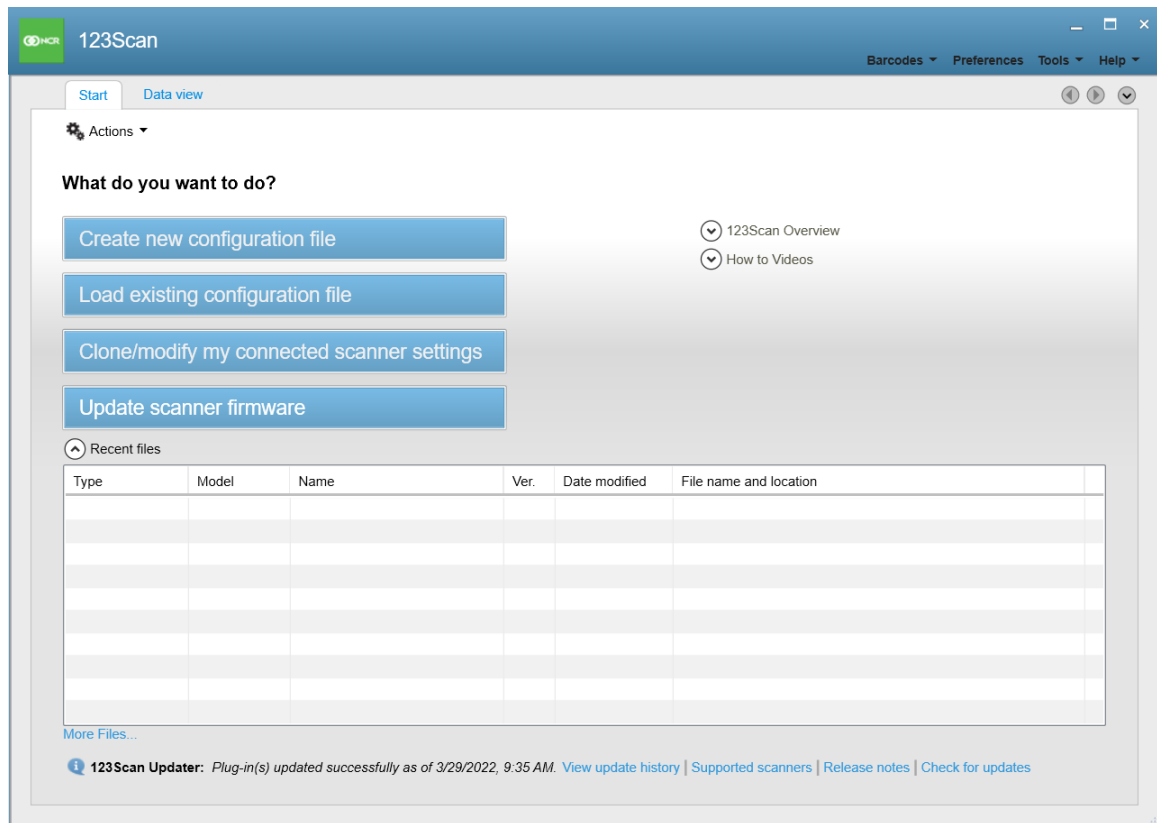 NCR 123Scan
Barcodes Preferences Tools Help
Start Data view
Actions
What do you want to do?
Create new configuration file
123Scan Overview
How to Videos
Load existing configuration file
Clone/modify my connected scanner settings
Update scanner firmware
Recent files
Type Model Name Ver. Date modified File name and location
More Files...
123Scan Updater: Plug-in(s) updated successfully as of 3/29/2022, 9:35 AM. View update history | Supported scanners | Release notes | Check for updates